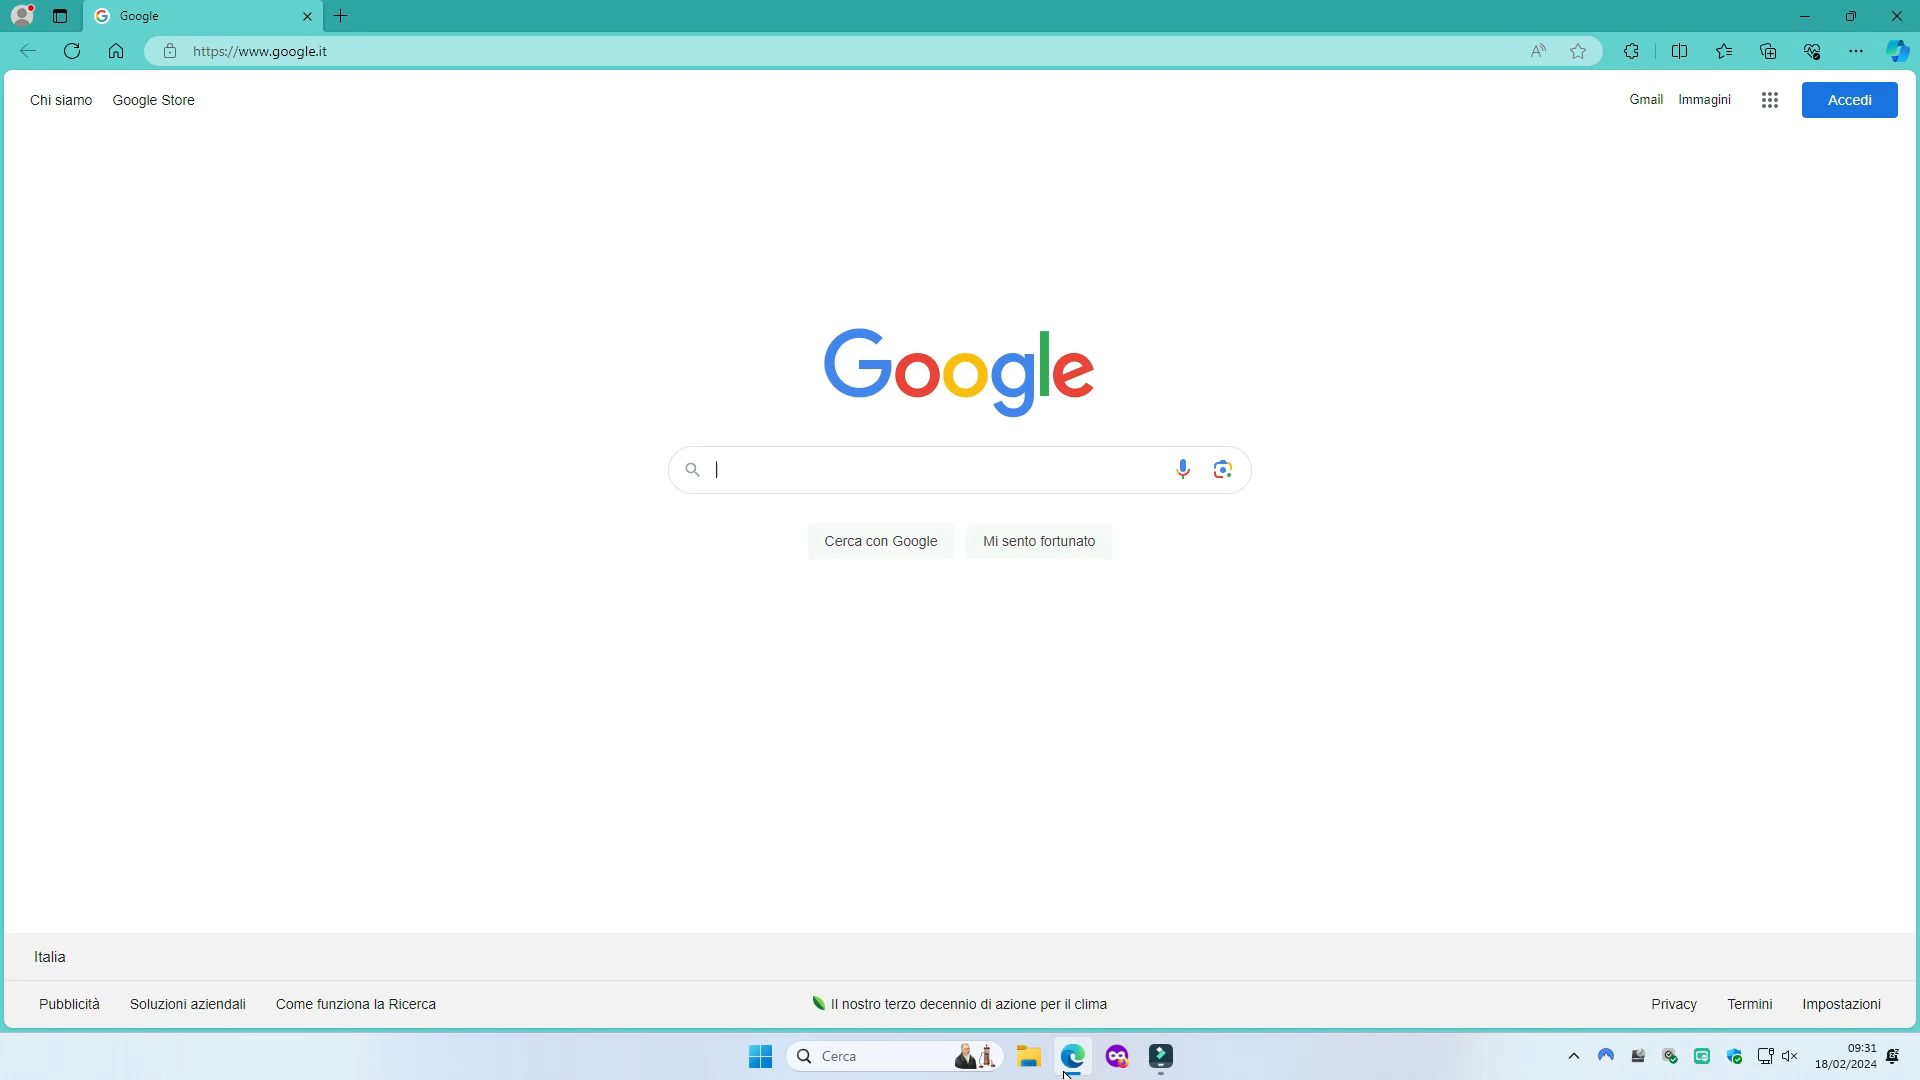 Google
https://www.google.it
Chi siamo Google Store
Gmail Immagini Accedi
Google
Cerca con Google Mi sento fortunato
Italia
Pubblicità Soluzioni aziendali Come funziona la Ricerca
Il nostro terzo decennio di azione per il clima
Privacy Termini Impostazioni
Cerca
09:31
18/02/2024